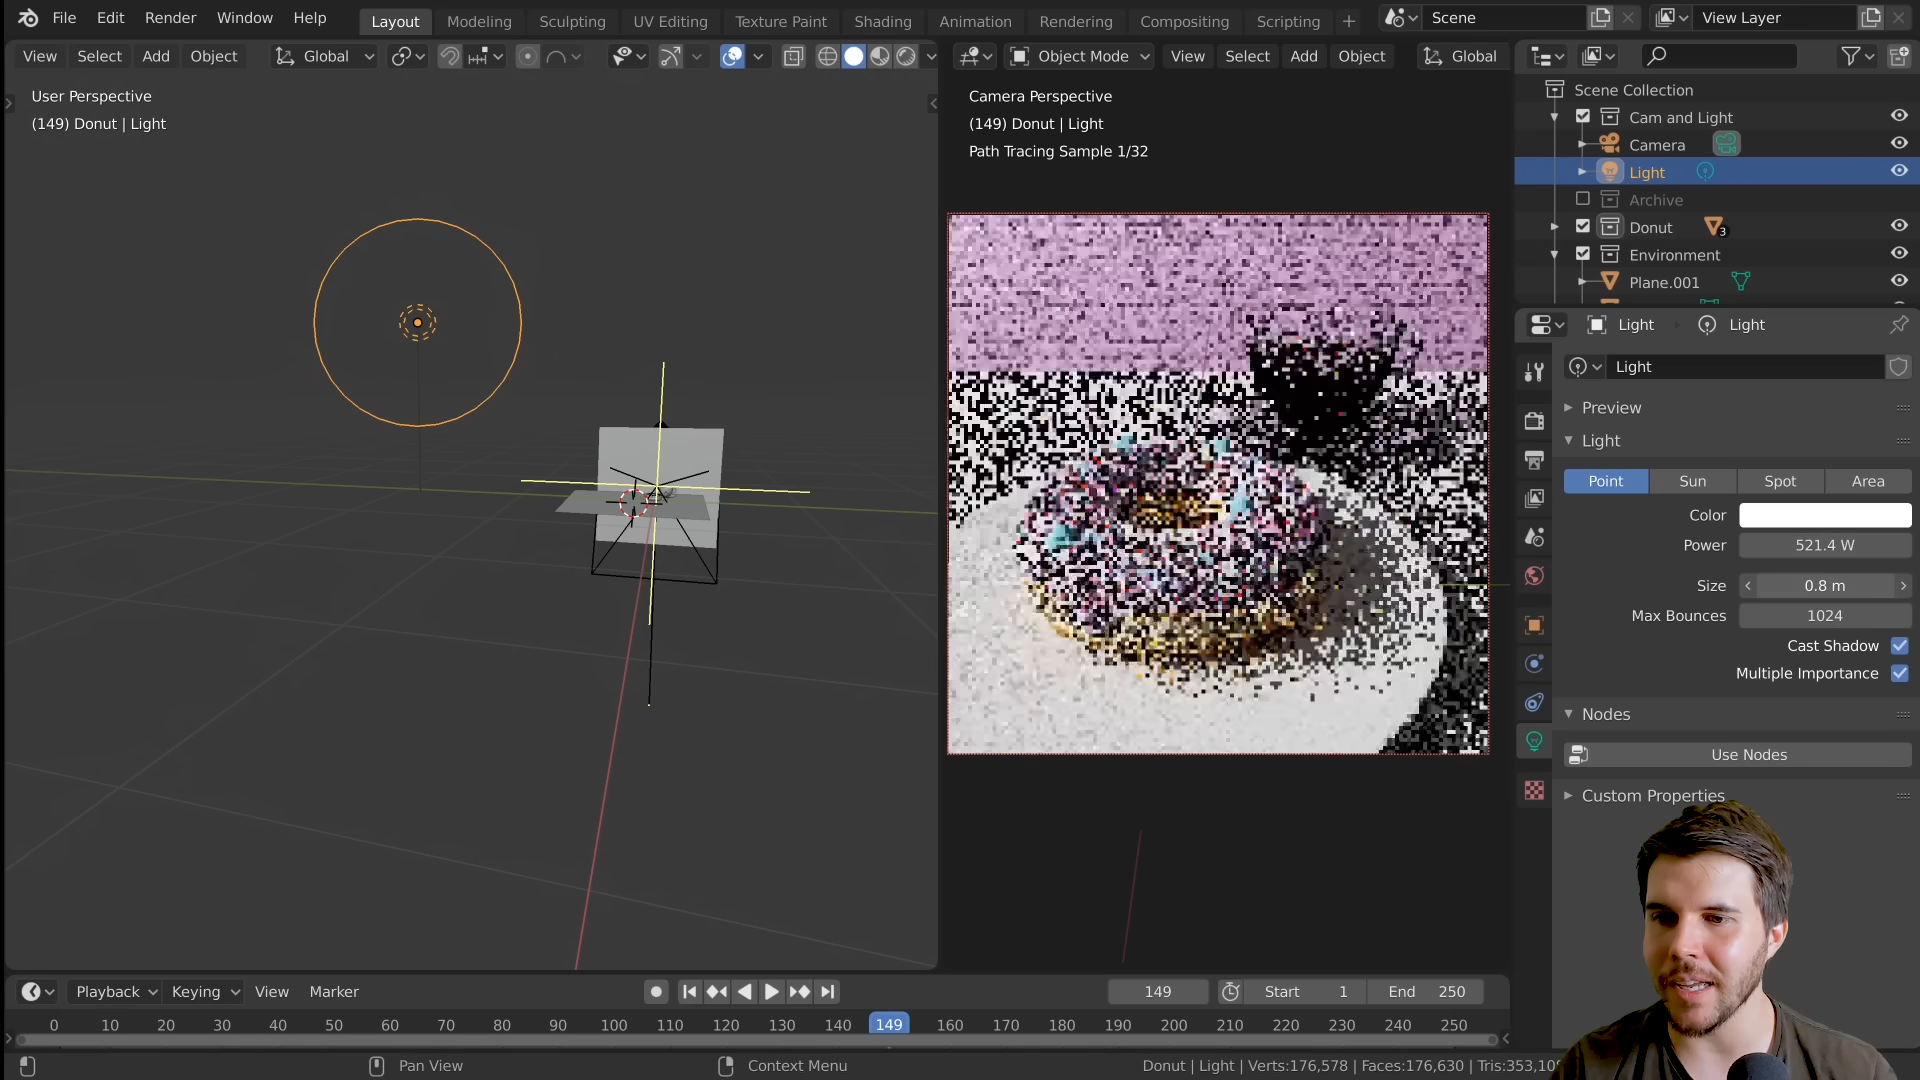 File Edit Render Window Help Layout Modeling Sculpting UV Editing Texture Paint Shading Animation Rendering Compositing Scripting + Scene View Layer
View Select Add Object Global Object Mode View Select Add Object Global
User Perspective
(149) Donut | Light
Camera Perspective
(149) Donut | Light
Path Tracing Sample 1/32
Scene Collection
Cam and Light
Camera
Light
Archive
Donut 3
Environment
Plane.001
Light Light
Light
Preview
Light
Point Sun Spot Area
Color
Power 521.4 W
Size 0.8 m
Max Bounces 1024
Cast Shadow
Multiple Importance
Nodes
Use Nodes
Custom Properties
Playback Keying View Marker 149 Start 1 End 250
0 10 20 30 40 50 60 70 80 90 100 110 120 130 140 149 160 170 180 190 200 210 220 230 240 250
Pan View Context Menu Donut | Light | Verts:176,578 | Faces:176,630 | Tris:353,10